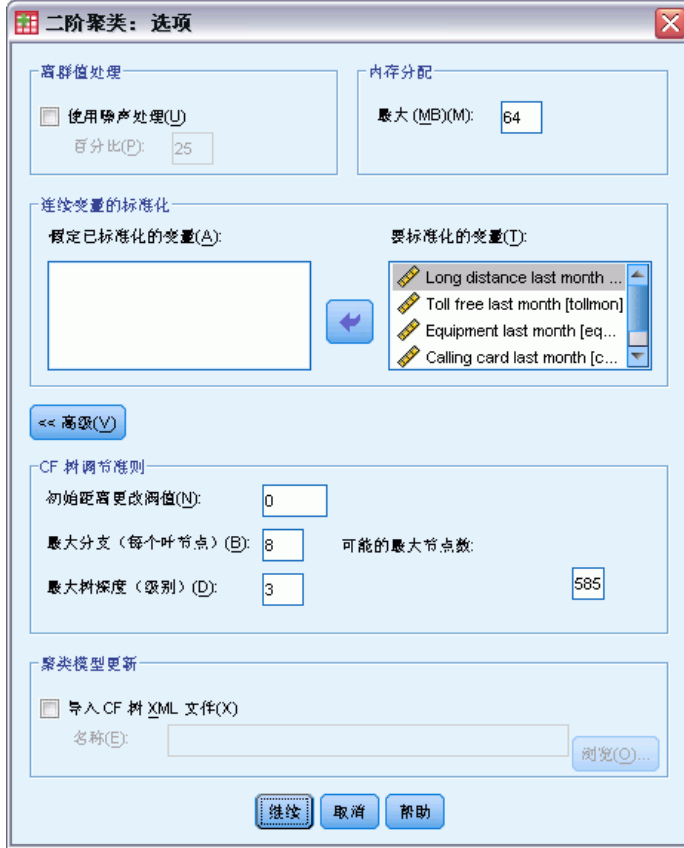 二阶聚类：选项
离群值处理
使用噪声处理(U)
百分比(P): 25
内存分配
最大(MB)(M): 64
连续变量的标准化
假定已标准化的变量(A):
要标准化的变量(T):
Long distance last month ...
Toll free last month [tollmon]
Equipment last month [eq...
Calling card last month [c...
<< 高级(V)
CF 树调节准则
初始距离更改阈值(N): 0
最大分支（每个叶节点）(B): 8
可能的最大节点数:
最大树深度（级别）(D): 3
585
聚类模型更新
导入 CF 树 XML 文件(X)
名称(E):
浏览(O)...
继续 取消 帮助